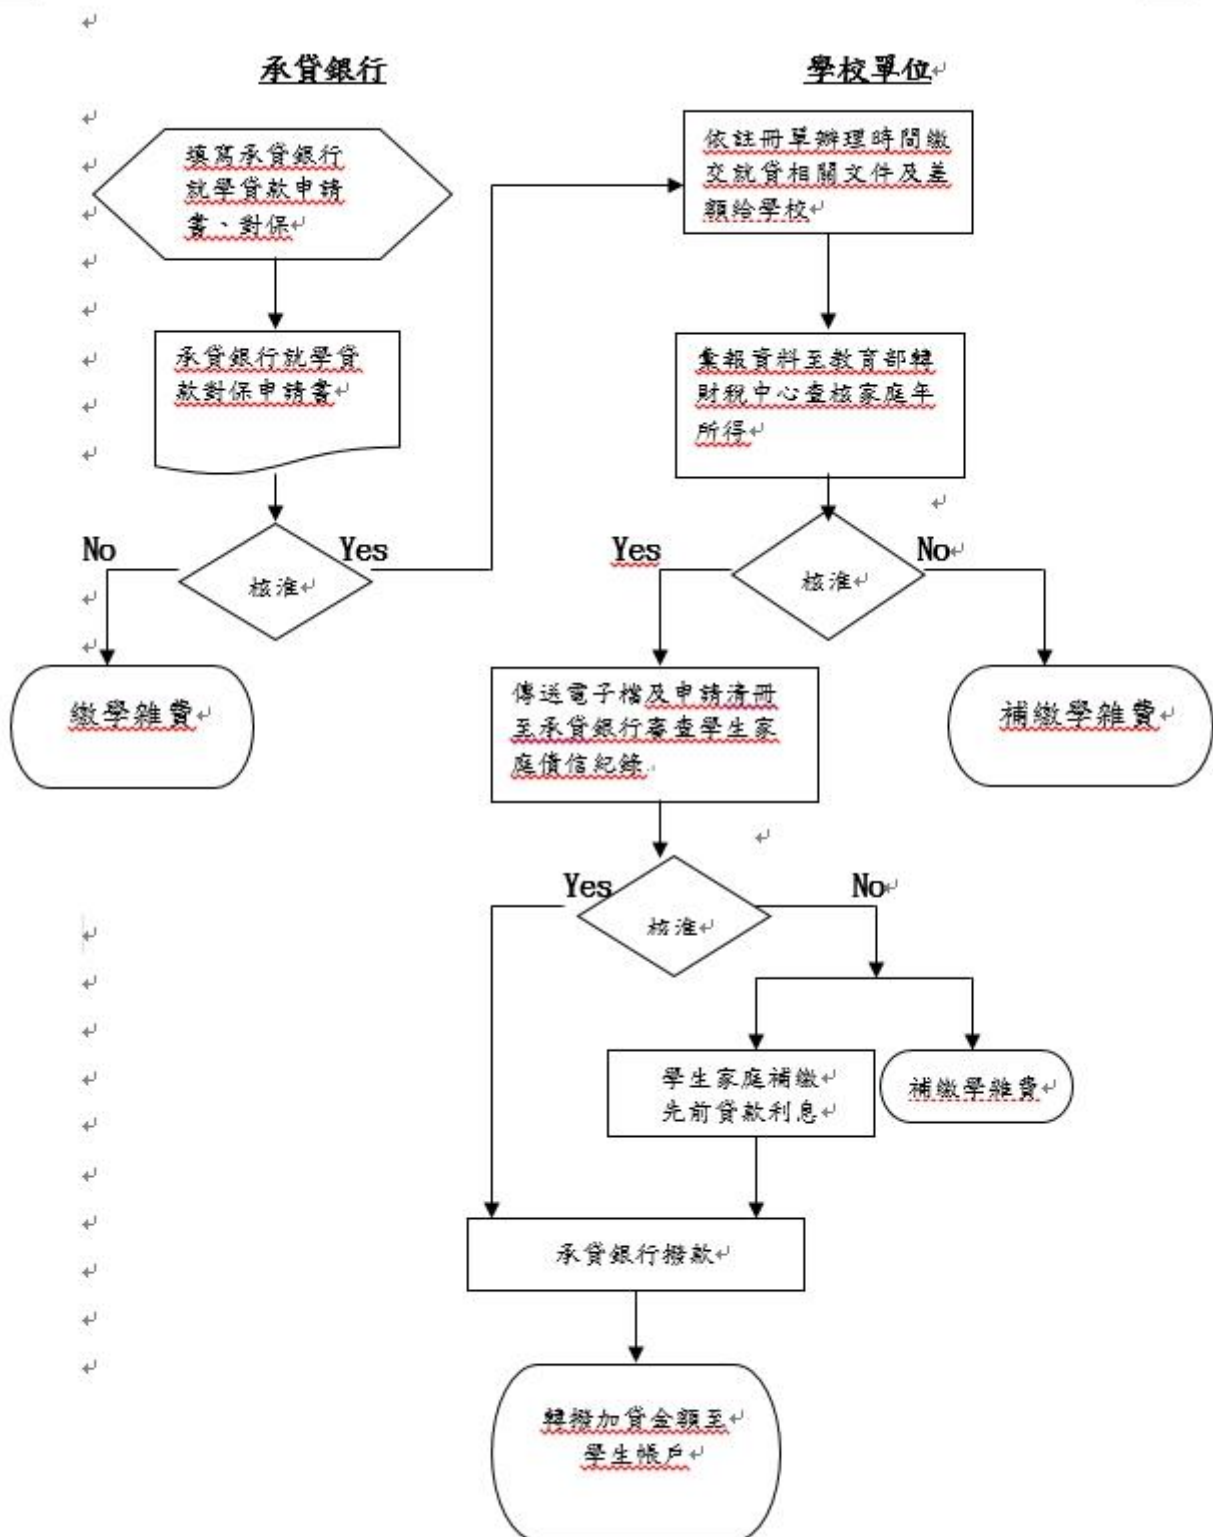 承貸銀行
學校單位
填寫承貸銀行
就學貸款申請
書、對保
依註冊單辦理時間繳
交就貸相關文件及差
額給學校
承貸銀行就學貸
款對保申請書
彙報資料至教育部轉
財稅中心查核家庭年
所得
No
核准
Yes
Yes
核准
No
繳學雜費
傳送電子檔及申請清冊
至承貸銀行審查學生家
庭債信紀錄.
補繳學雜費
Yes
核准
No
學生家庭補繳
先前貸款利息
補繳學雜費
承貸銀行撥款
轉撥加貸金額至
學生帳戶